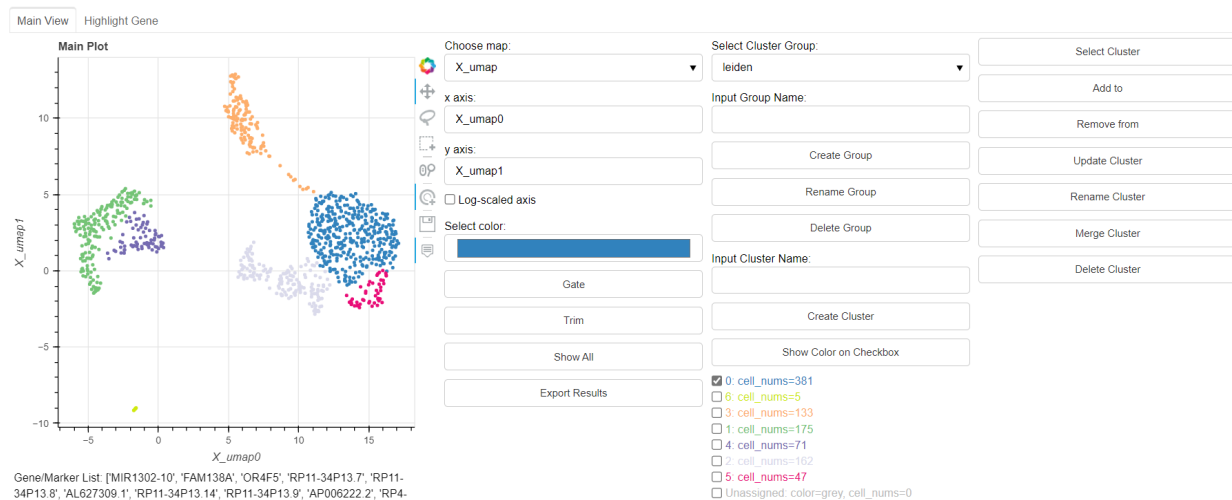 Main View
Highlight Gene
Main Plot
10
5
0
−5
−10
X_umap1
−5
0
5
10
15
X_umap0
Gene/Marker List: ['MIR1302-10', 'FAM138A', 'OR4F5', 'RP11-34P13.7', 'RP11-
34P13.8', 'AL627309.1', 'RP11-34P13.14', 'RP11-34P13.9', 'AP006222.2', 'RP4-
Choose map:
X_umap
x axis:
X_umap0
y axis:
X_umap1
Log-scaled axis
Select color:
Gate
Trim
Show All
Export Results
Select Cluster Group:
leiden
Input Group Name:
Create Group
Rename Group
Delete Group
Input Cluster Name:
Create Cluster
Show Color on Checkbox
0: cell_nums=381
6: cell_nums=5
3: cell_nums=133
1: cell_nums=175
4: cell_nums=71
2: cell_nums=162
5: cell_nums=47
Unassigned: color=grey, cell_nums=0
Select Cluster
Add to
Remove from
Update Cluster
Rename Cluster
Merge Cluster
Delete Cluster